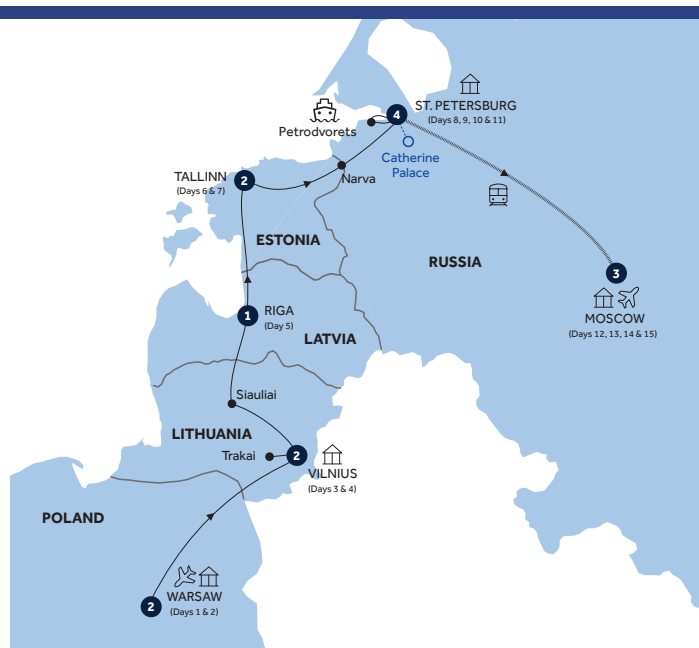 4
ST. PETERSBURG
(Days 8, 9, 10 & 11)
Petrodvorets
Catherine
Palace
TALLINN
(Days 6 & 7)
2
Narva
ESTONIA
RUSSIA
3
MOSCOW
(Days 12, 13, 14 & 15)
1
RIGA
(Day 5)
LATVIA
Siauliai
LITHUANIA
Trakai
2
VILNIUS
(Days 3 & 4)
POLAND
2
WARSAW
(Days 1 & 2)